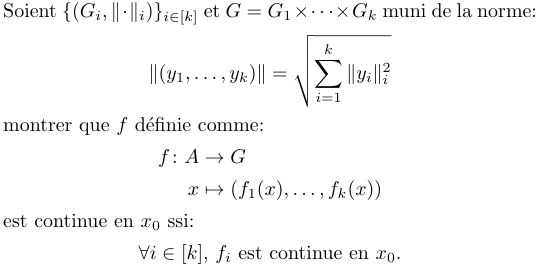 Soient {(G_i, ‖·‖_i)}_{i∈[k]} et G = G_1 ×···× G_k muni de la norme:
‖(y_1, …, y_k)‖ = √(∑_{i=1}^{k} ‖y_i‖_i^2)
montrer que f définie comme:
f: A → G
x ↦ (f_1(x), …, f_k(x))
est continue en x_0 ssi:
∀i ∈ [k], f_i est continue en x_0.